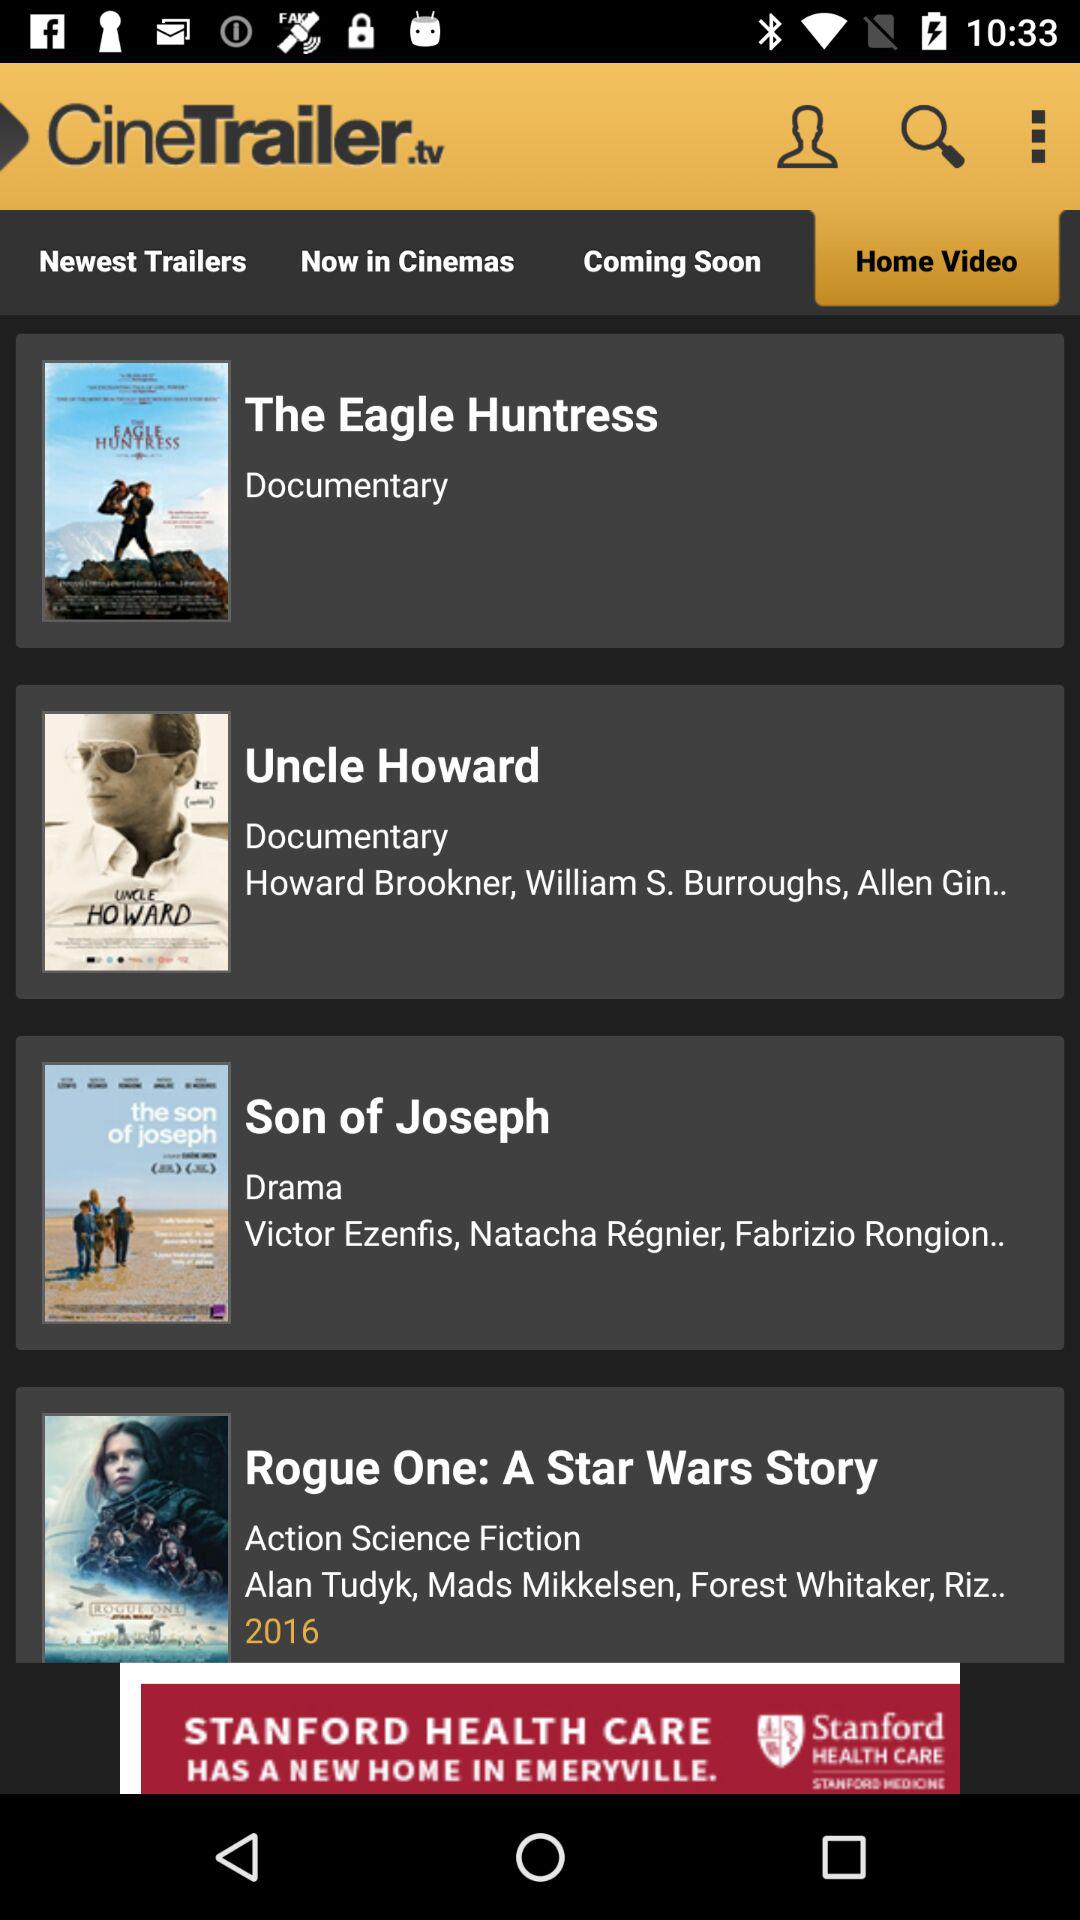 FAKE
10:33
CineTrailer.tv
Newest Trailers
Now in Cinemas
Coming Soon
Home Video
THE
EAGLE
HUNTRESS
The Eagle Huntress
Documentary
UNCLE
HOWARD
Uncle Howard
Documentary
Howard Brookner, William S. Burroughs, Allen Gin..
the son
of joseph
Son of Joseph
Drama
Victor Ezenfis, Natacha Régnier, Fabrizio Rongion..
ROGUE ONE
STAR WARS
Rogue One: A Star Wars Story
Action Science Fiction
Alan Tudyk, Mads Mikkelsen, Forest Whitaker, Riz..
2016
STANFORD HEALTH CARE
HAS A NEW HOME IN EMERYVILLE.
Stanford
HEALTH CARE
STANFORD MEDICINE